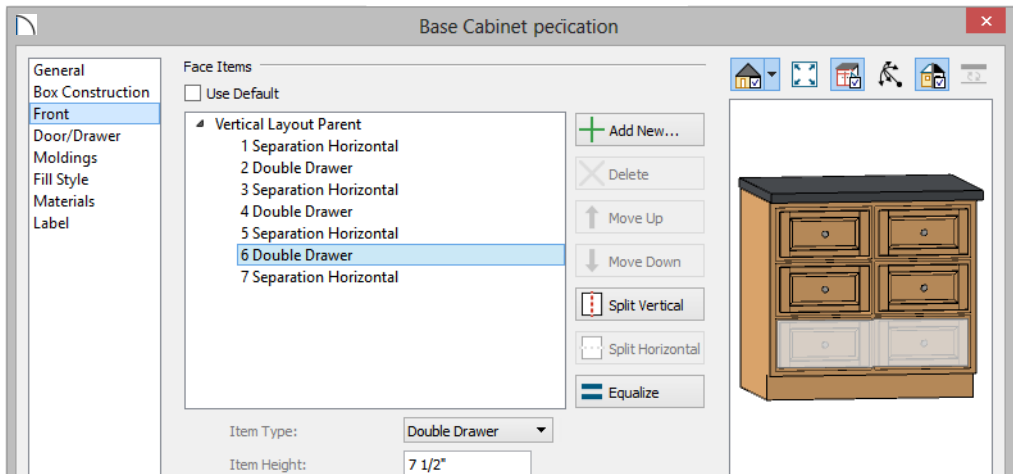 Base Cabinet pecication
General
Box Construction
Front
Door/Drawer
Moldings
Fill Style
Materials
Label
Face Items
Use Default
Vertical Layout Parent
1 Separation Horizontal
2 Double Drawer
3 Separation Horizontal
4 Double Drawer
5 Separation Horizontal
6 Double Drawer
7 Separation Horizontal
Add New...
Delete
Move Up
Move Down
Split Vertical
Split Horizontal
Equalize
Item Type: Double Drawer
Item Height: 7 1/2"